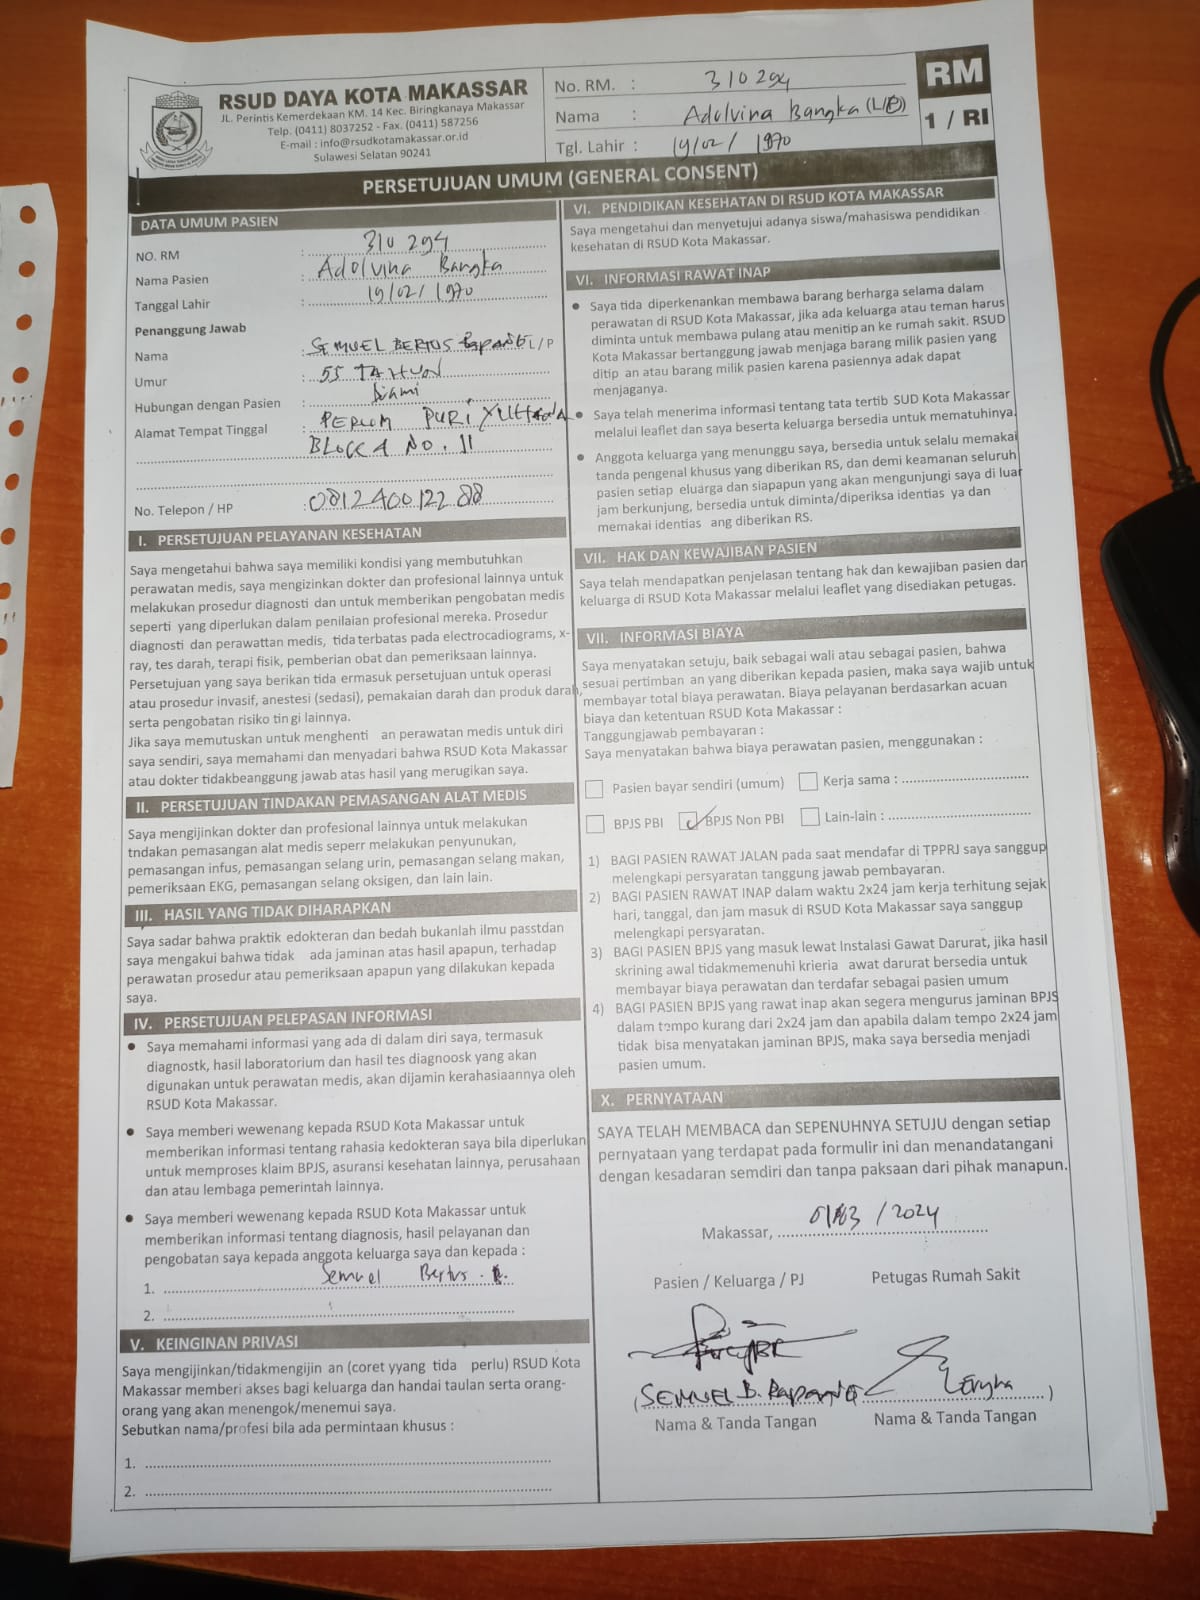 RSUD DAYA KOTA MAKASSAR
JL. Perintis Kemerdekaan KM. 14 Kec. Biringkanaya Makassar
Telp. (0411) 8037252 - Fax. (0411) 587256
E-mail : info@rsudkotamakassar.or.id
Sulawesi Selatan 90241
No. RM. : 310 294
Nama : Adolvina Bangka (L/P)
Tgl. Lahir : 19/02/ 1970
RM
1 / RI
PERSETUJUAN UMUM (GENERAL CONSENT)
DATA UMUM PASIEN
NO. RM : 310 294
Nama Pasien : Adolvina Bangka
Tanggal Lahir : 19/02/ 1970
Penanggung Jawab
Nama : SEMUEL BERTUS L / P
Umur : 55 TAHUN
Hubungan dengan Pasien : Suami
Alamat Tempat Tinggal : PERUM PURI
BLOCK A NO. 11
No. Telepon / HP : 081240012288
I. PERSETUJUAN PELAYANAN KESEHATAN
Saya mengetahui bahwa saya memiliki kondisi yang membutuhkan
perawatan medis, saya mengizinkan dokter dan profesional lainnya untuk
melakukan prosedur diagnosti dan untuk memberikan pengobatan medis
seperti yang diperlukan dalam penilaian profesional mereka. Prosedur
diagnosti dan perawattan medis, tida terbatas pada electrocadiograms, x-
ray, tes darah, terapi fisik, pemberian obat dan pemeriksaan lainnya.
Persetujuan yang saya berikan tida ermasuk persetujuan untuk operasi
atau prosedur invasif, anestesi (sedasi), pemakaian darah dan produk darah,
serta pengobatan risiko tin gi lainnya.
Jika saya memutuskan untuk menghenti an perawatan medis untuk diri
saya sendiri, saya memahami dan menyadari bahwa RSUD Kota Makassar
atau dokter tidakbeanggung jawab atas hasil yang merugikan saya.
II. PERSETUJUAN TINDAKAN PEMASANGAN ALAT MEDIS
Saya mengijinkan dokter dan profesional lainnya untuk melakukan
tndakan pemasangan alat medis seperr melakukan penyunukan,
pemasangan infus, pemasangan selang urin, pemasangan selang makan,
pemeriksaan EKG, pemasangan selang oksigen, dan lain lain.
III. HASIL YANG TIDAK DIHARAPKAN
Saya sadar bahwa praktik edokteran dan bedah bukanlah ilmu passtdan
saya mengakui bahwa tidak ada jaminan atas hasil apapun, terhadap
perawatan prosedur atau pemeriksaan apapun yang dilakukan kepada
saya.
IV. PERSETUJUAN PELEPASAN INFORMASI
• Saya memahami informasi yang ada di dalam diri saya, termasuk
diagnostk, hasil laboratorium dan hasil tes diagnoosk yang akan
digunakan untuk perawatan medis, akan dijamin kerahasiaannya oleh
RSUD Kota Makassar.
• Saya memberi wewenang kepada RSUD Kota Makassar untuk
memberikan informasi tentang rahasia kedokteran saya bila diperlukan
untuk memproses klaim BPJS, asuransi kesehatan lainnya, perusahaan
dan atau lembaga pemerintah lainnya.
• Saya memberi wewenang kepada RSUD Kota Makassar untuk
memberikan informasi tentang diagnosis, hasil pelayanan dan
pengobatan saya kepada anggota keluarga saya dan kepada :
1. Semuel Bertus
2.
V. KEINGINAN PRIVASI
Saya mengijinkan/tidakmengijin an (coret yyang tida perlu) RSUD Kota
Makassar memberi akses bagi keluarga dan handai taulan serta orang-
orang yang akan menengok/menemui saya.
Sebutkan nama/profesi bila ada permintaan khusus :
1.
2.
VI. PENDIDIKAN KESEHATAN DI RSUD KOTA MAKASSAR
Saya mengetahui dan menyetujui adanya siswa/mahasiswa pendidikan
kesehatan di RSUD Kota Makassar.
VI. INFORMASI RAWAT INAP
• Saya tida diperkenankan membawa barang berharga selama dalam
perawatan di RSUD Kota Makassar, jika ada keluarga atau teman harus
diminta untuk membawa pulang atau menitip an ke rumah sakit. RSUD
Kota Makassar bertanggung jawab menjaga barang milik pasien yang
ditip an atau barang milik pasien karena pasiennya adak dapat
menjaganya.
• Saya telah menerima informasi tentang tata tertib SUD Kota Makassar
melalui leaflet dan saya beserta keluarga bersedia untuk mematuhinya.
• Anggota keluarga yang menunggu saya, bersedia untuk selalu memakai
tanda pengenal khusus yang diberikan RS, dan demi keamanan seluruh
pasien setiap eluarga dan siapapun yang akan mengunjungi saya di luar
jam berkunjung, bersedia untuk diminta/diperiksa identias ya dan
memakai identias ang diberikan RS.
VII. HAK DAN KEWAJIBAN PASIEN
Saya telah mendapatkan penjelasan tentang hak dan kewajiban pasien dar
keluarga di RSUD Kota Makassar melalui leaflet yang disediakan petugas.
VII. INFORMASI BIAYA
Saya menyatakan setuju, baik sebagai wali atau sebagai pasien, bahwa
sesuai pertimban an yang diberikan kepada pasien, maka saya wajib untuk
membayar total biaya perawatan. Biaya pelayanan berdasarkan acuan
biaya dan ketentuan RSUD Kota Makassar :
Tanggungjawab pembayaran :
Saya menyatakan bahwa biaya perawatan pasien, menggunakan :
Pasien bayar sendiri (umum) Kerja sama :
BPJS PBI BPJS Non PBI Lain-lain :
1) BAGI PASIEN RAWAT JALAN pada saat mendafar di TPPRJ saya sanggup
melengkapi persyaratan tanggung jawab pembayaran.
2) BAGI PASIEN RAWAT INAP dalam waktu 2x24 jam kerja terhitung sejak
hari, tanggal, dan jam masuk di RSUD Kota Makassar saya sanggup
melengkapi persyaratan.
3) BAGI PASIEN BPJS yang masuk lewat Instalasi Gawat Darurat, jika hasil
skrining awal tidakmemenuhi krieria awat darurat bersedia untuk
membayar biaya perawatan dan terdafar sebagai pasien umum
4) BAGI PASIEN BPJS yang rawat inap akan segera mengurus jaminan BPJS
dalam tempo kurang dari 2x24 jam dan apabila dalam tempo 2x24 jam
tidak bisa menyatakan jaminan BPJS, maka saya bersedia menjadi
pasien umum.
X. PERNYATAAN
SAYA TELAH MEMBACA dan SEPENUHNYA SETUJU dengan setiap
pernyataan yang terdapat pada formulir ini dan menandatangani
dengan kesadaran semdiri dan tanpa paksaan dari pihak manapun.
Makassar, /2024
Pasien / Keluarga / PJ Petugas Rumah Sakit
(SEMUEL B. )
Nama & Tanda Tangan Nama & Tanda Tangan